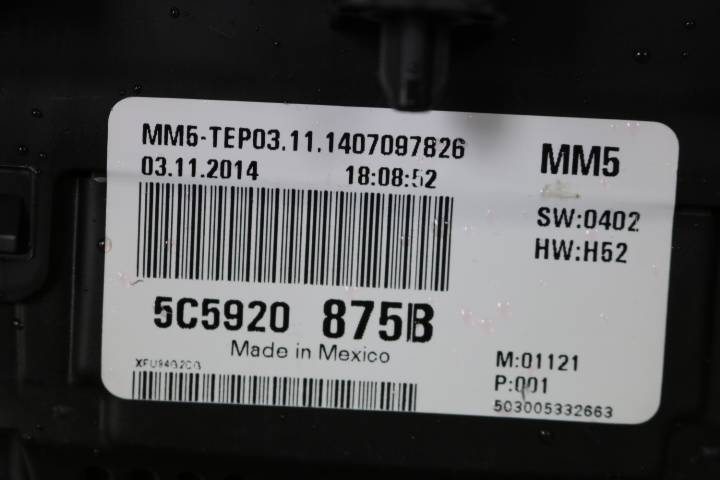 MM5-TEP03.11.1407097826
03.11.2014 18:08:52
MM5
SW:0402
HW:H52
5C5920 875B
Made in Mexico
M:01121
P:001
503005332663